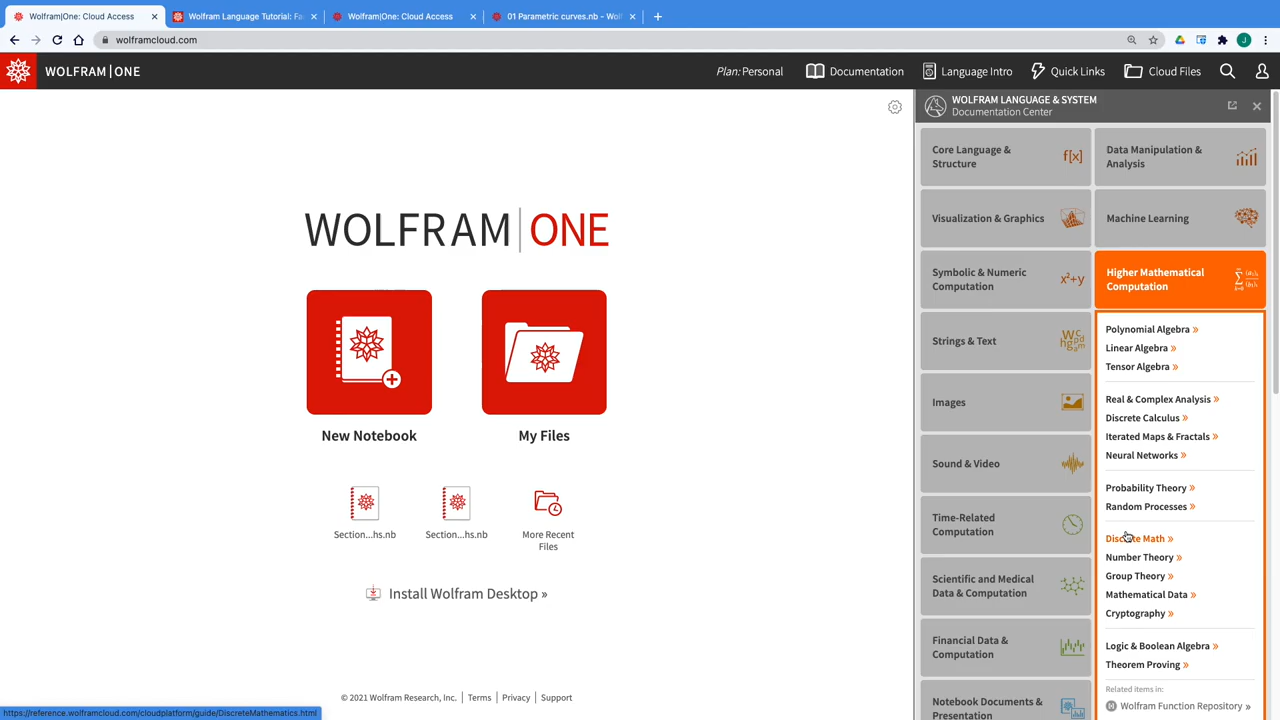 Wolfram|One: Cloud Access
Wolfram Language Tutorial: Fa
Wolfram|One: Cloud Access
01 Parametric curves.nb - Wolf
wolframcloud.com
J
WOLFRAM | ONE
Plan: Personal
Documentation
Language Intro
Quick Links
Cloud Files
WOLFRAM LANGUAGE & SYSTEM
Documentation Center
Core Language &
Structure
f[x]
Data Manipulation &
Analysis
Visualization & Graphics
Machine Learning
Symbolic & Numeric
Computation
x²+y
Higher Mathematical
Computation
Strings & Text
Images
Sound & Video
Time-Related
Computation
Scientific and Medical
Data & Computation
Financial Data &
Computation
Notebook Documents &
Presentation
Polynomial Algebra »
Linear Algebra »
Tensor Algebra »
Real & Complex Analysis »
Discrete Calculus »
Iterated Maps & Fractals »
Neural Networks »
Probability Theory »
Random Processes »
Discrete Math »
Number Theory »
Group Theory »
Mathematical Data »
Cryptography »
Logic & Boolean Algebra »
Theorem Proving »
Related items in:
Wolfram Function Repository »
WOLFRAM | ONE
New Notebook
My Files
Section...hs.nb
Section...hs.nb
More Recent
Files
Install Wolfram Desktop »
© 2021 Wolfram Research, Inc. | Terms | Privacy | Support
https://reference.wolframcloud.com/cloudplatform/guide/DiscreteMathematics.html